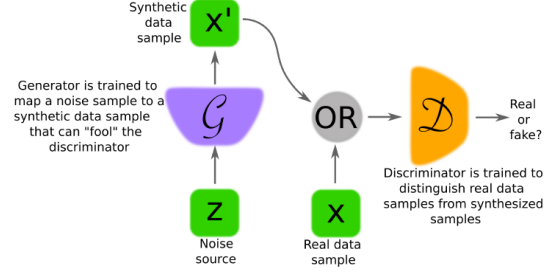 Synthetic
data
sample
x'
Generator is trained to
map a noise sample to a
synthetic data sample
that can "fool" the
discriminator
G
OR
D
Real
or
fake?
Discriminator is trained to
distinguish real data
samples from synthesized
samples
z
x
Noise
source
Real data
sample